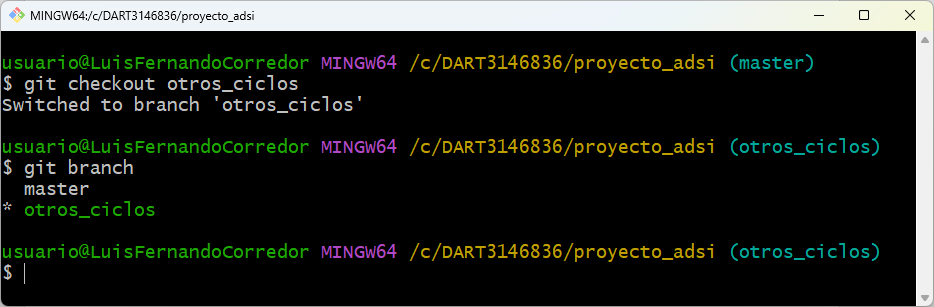 MINGW64:/c/DART3146836/proyecto_adsi
usuario@LuisFernandoCorredor MINGW64 /c/DART3146836/proyecto_adsi (master)
$ git checkout otros_ciclos
Switched to branch 'otros_ciclos'
usuario@LuisFernandoCorredor MINGW64 /c/DART3146836/proyecto_adsi (otros_ciclos)
$ git branch
  master
* otros_ciclos
usuario@LuisFernandoCorredor MINGW64 /c/DART3146836/proyecto_adsi (otros_ciclos)
$